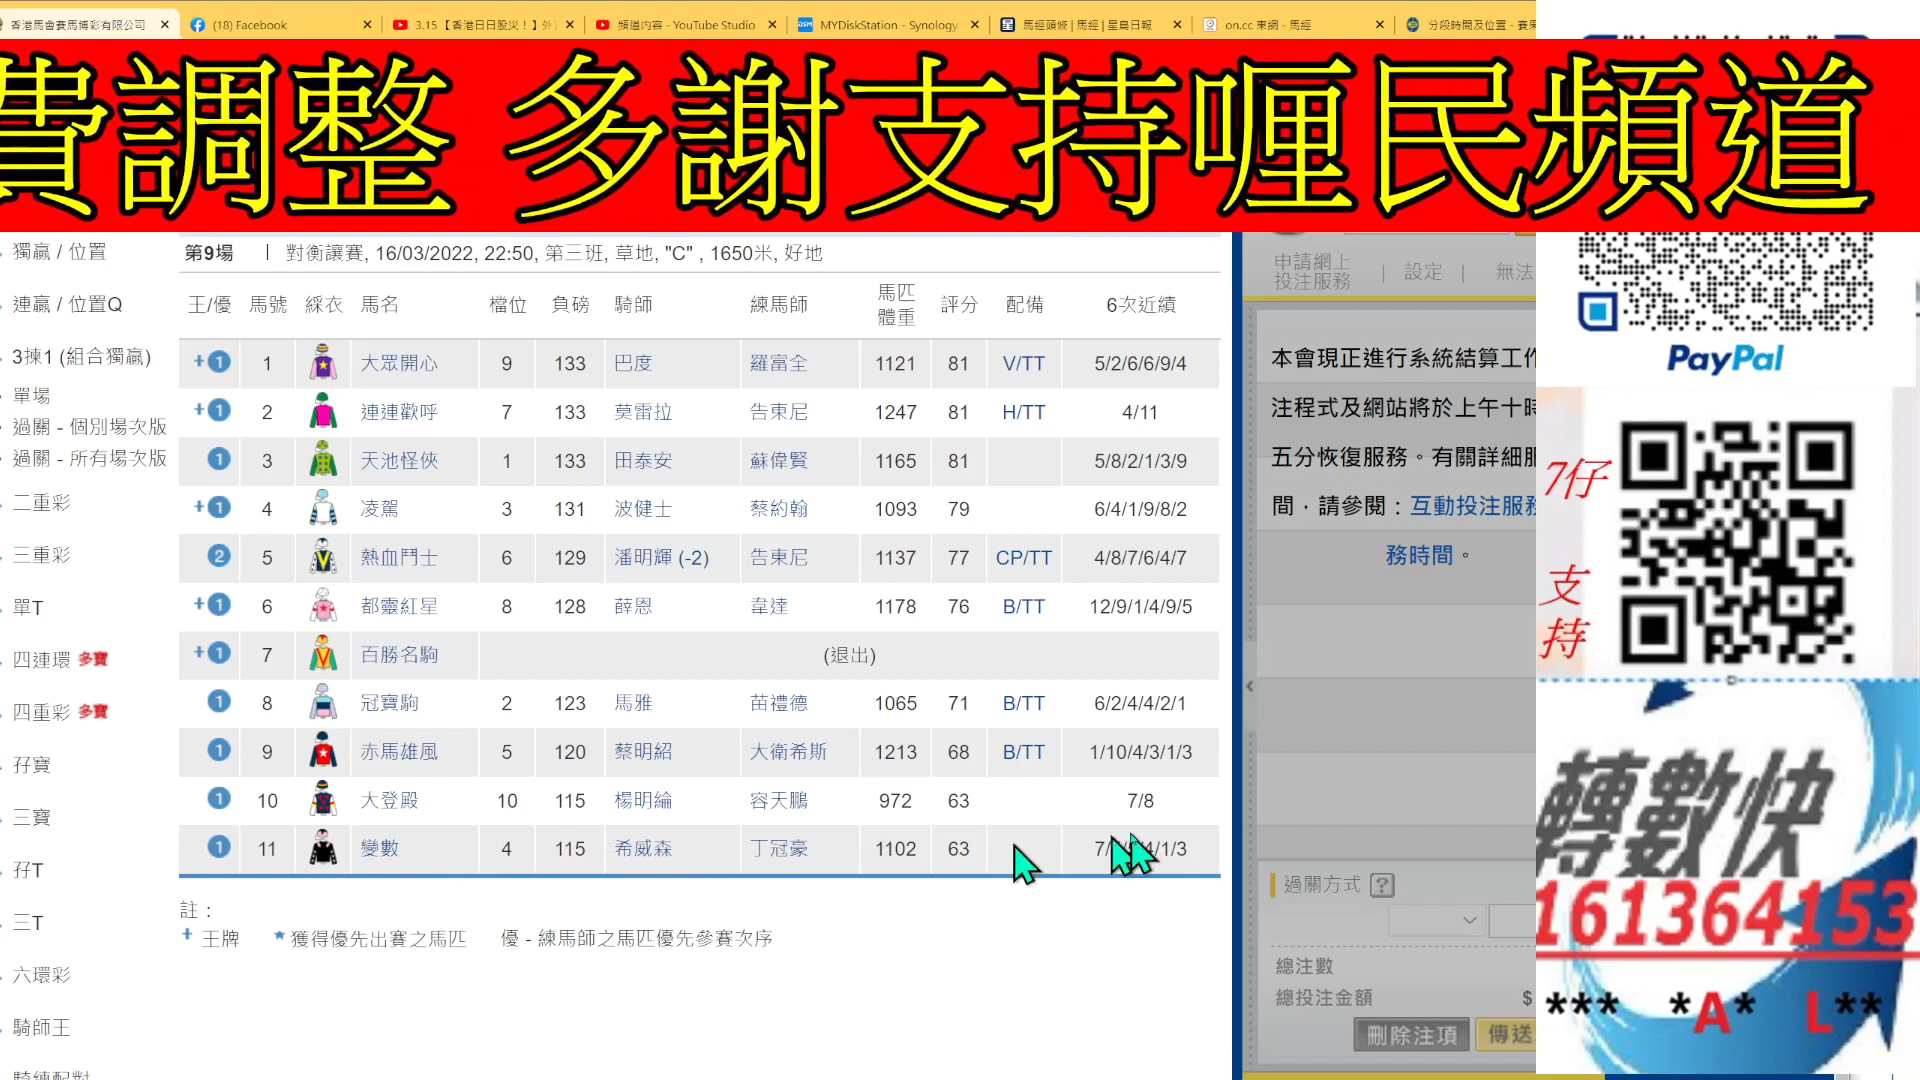 香港馬會賽馬博彩有限公司
(18) Facebook
頻道內容 - YouTube Studio
MYDiskStation - Synology
馬經頭條 | 馬經 | 星島日報
on.cc 東網 - 馬經
分段時間及位置 - 賽果
費調整 多謝支持喱民頻道
獨贏 / 位置
連贏 / 位置Q
3揀1 (組合獨贏)
單場
過關 - 個別場次版
過關 - 所有場次版
二重彩
三重彩
單T
四連環 多寶
四重彩 多寶
孖寶
三寶
孖T
三T
六環彩
騎師王
第9場 | 對衡讓賽, 16/03/2022, 22:50, 第三班, 草地, "C" , 1650米, 好地
王/優 馬號 綵衣 馬名 檔位 負磅 騎師 練馬師 馬匹體重 評分 配備 6次近績
+1 1 大眾開心 9 133 巴度 羅富全 1121 81 V/TT 5/2/6/6/9/4
+1 2 連連歡呼 7 133 莫雷拉 告東尼 1247 81 H/TT 4/11
1 3 天池怪俠 1 133 田泰安 蘇偉賢 1165 81 5/8/2/1/3/9
+1 4 凌駕 3 131 波健士 蔡約翰 1093 79 6/4/1/9/8/2
2 5 熱血鬥士 6 129 潘明輝 (-2) 告東尼 1137 77 CP/TT 4/8/7/6/4/7
+1 6 都靈紅星 8 128 薛恩 韋達 1178 76 B/TT 12/9/1/4/9/5
+1 7 百勝名駒 (退出)
1 8 冠寶駒 2 123 馬雅 苗禮德 1065 71 B/TT 6/2/4/4/2/1
1 9 赤馬雄風 5 120 蔡明紹 大衛希斯 1213 68 B/TT 1/10/4/3/1/3
1 10 大登殿 10 115 楊明綸 容天鵬 972 63 7/8
1 11 變數 4 115 希威森 丁冠豪 1102 63
註 :
+ 王牌 * 獲得優先出賽之馬匹 優 - 練馬師之馬匹優先參賽次序
申請網上投注服務 | 設定 | 無法
本會現正進行系統結算工作
注程式及網站將於上午十時
五分恢復服務。有關詳細服
間，請參閱：互動投注服務
務時間。
過關方式 ?
總注數
總投注金額 $
刪除注項 傳送
PayPal
7仔
支
持
轉數快
161364153
*** *A* L**